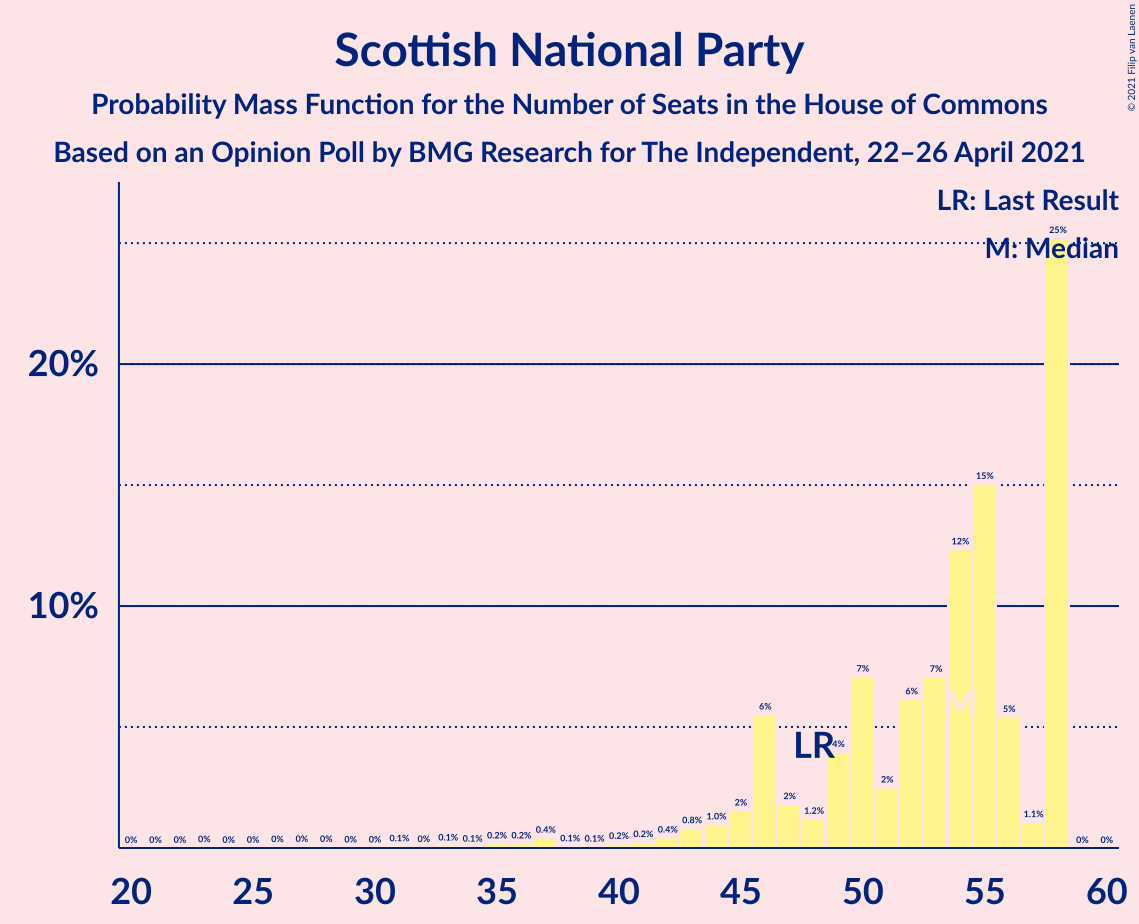 Scottish National Party
Probability Mass Function for the Number of Seats in the House of Commons
Based on an Opinion Poll by BMG Research for The Independent, 22–26 April 2021
© 2021 Filip van Laenen
LR: Last Result
M: Median
20%
10%
0% 0% 0% 0% 0% 0% 0% 0% 0% 0% 0% 0.1% 0% 0.1% 0.1% 0.2% 0.2% 0.4% 0.1% 0.1% 0.2% 0.2% 0.4% 0.8% 1.0% 2% 6% 2% 1.2% 4% 7% 2% 6% 7% 12% 15% 5% 1.1% 25% 0% 0%
LR
M
20 25 30 35 40 45 50 55 60